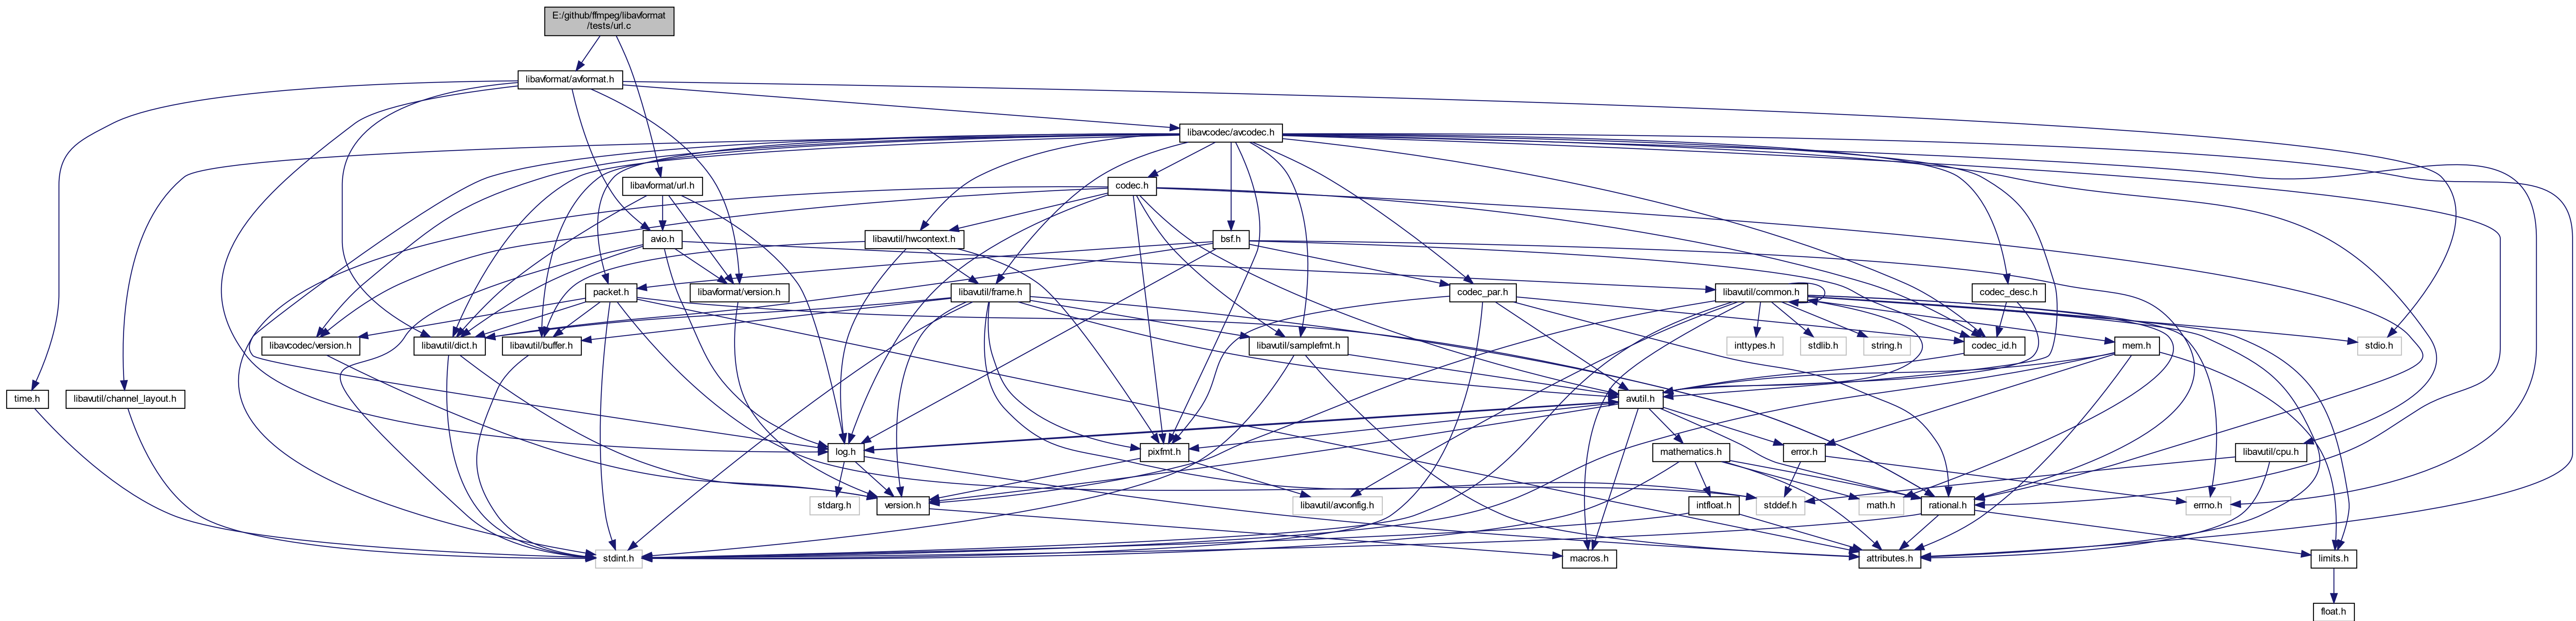 E:/github/ffmpeg/libavformat
/tests/url.c
libavformat/avformat.h
libavcodec/avcodec.h
libavformat/url.h
codec.h
avio.h
libavutil/hwcontext.h
bsf.h
packet.h
libavformat/version.h
libavutil/frame.h
codec_par.h
libavutil/common.h
codec_desc.h
libavcodec/version.h
libavutil/dict.h
libavutil/buffer.h
libavutil/samplefmt.h
inttypes.h
stdlib.h
string.h
codec_id.h
mem.h
stdio.h
time.h
libavutil/channel_layout.h
avutil.h
log.h
pixfmt.h
mathematics.h
error.h
libavutil/cpu.h
stdarg.h
version.h
libavutil/avconfig.h
intfloat.h
stddef.h
math.h
rational.h
errno.h
stdint.h
macros.h
attributes.h
limits.h
float.h